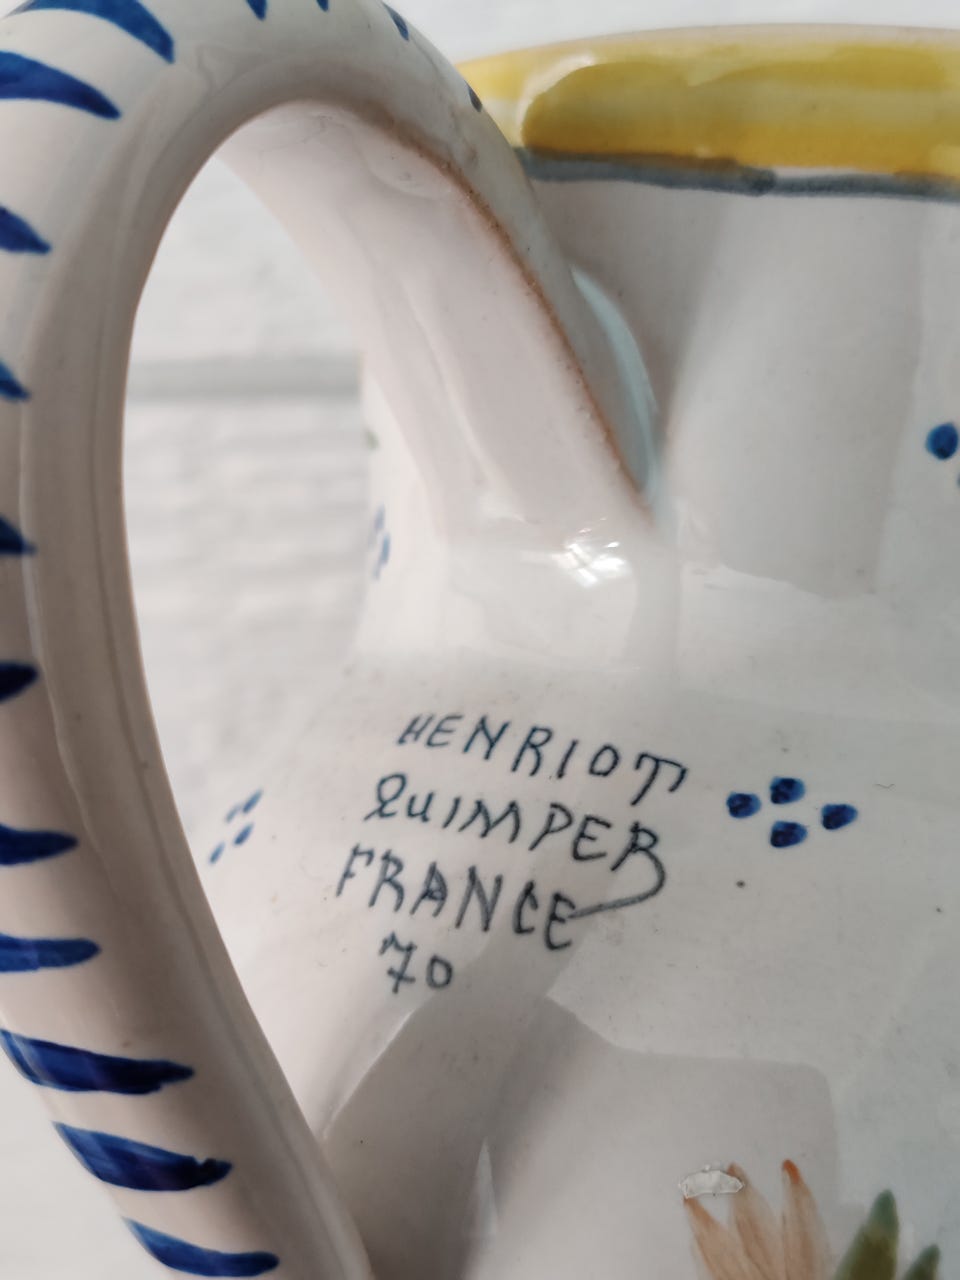 HENRIOT
QUIMPER
FRANCE
70